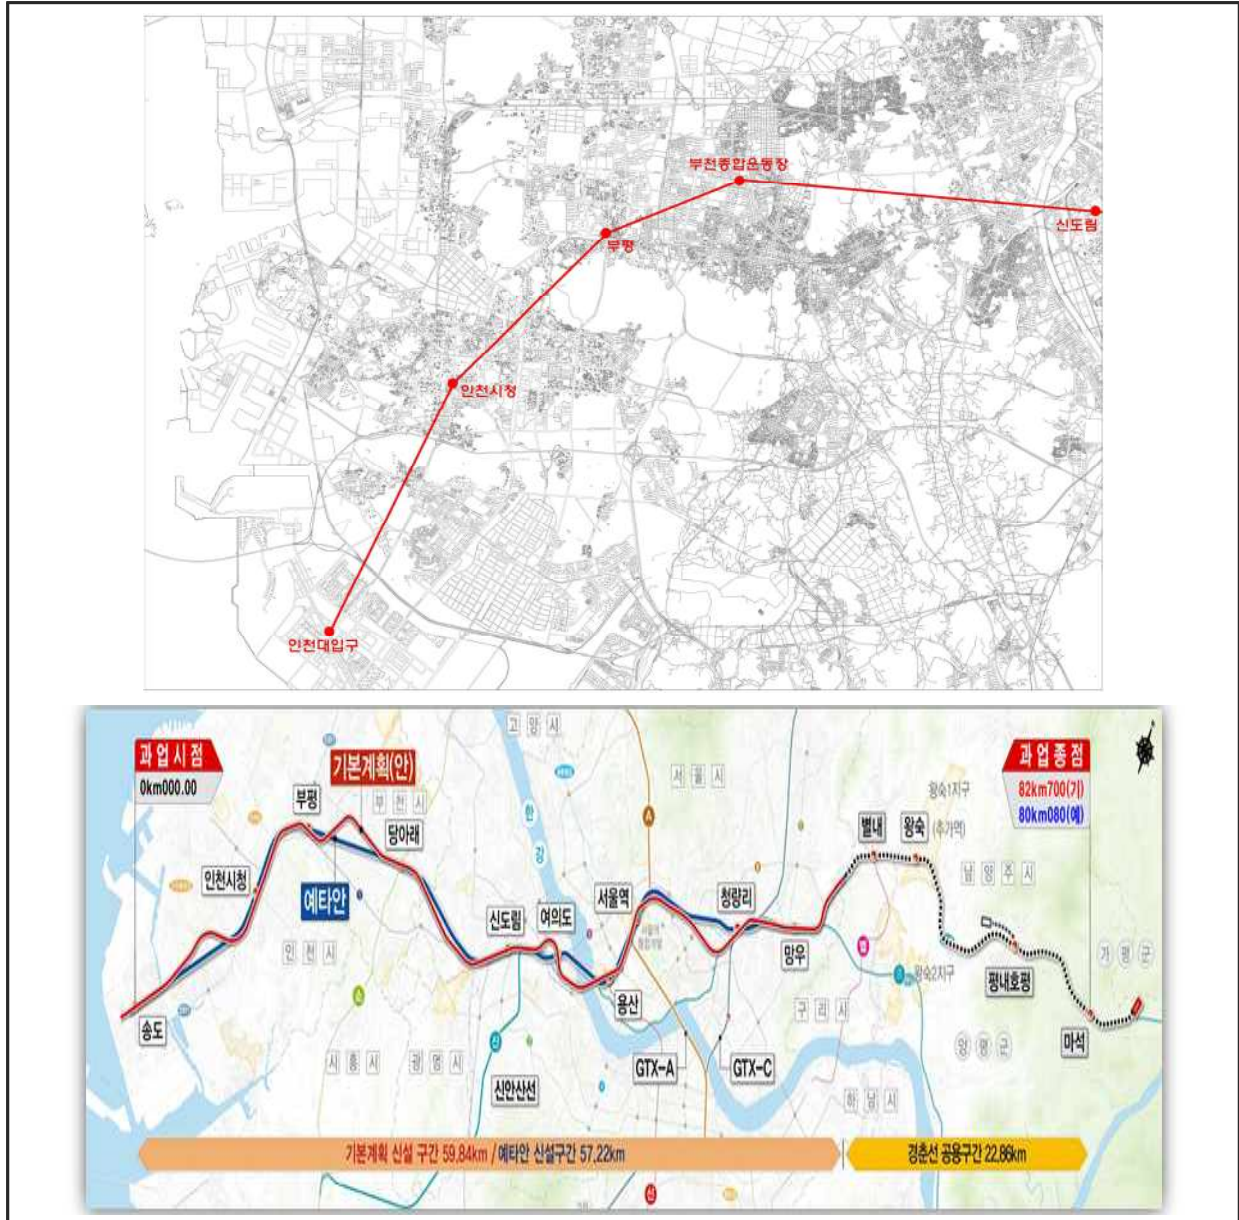 부천종합운동장
신도림
부평
인천시청
인천대입구
과업시점
0km000.00
기본계획(안)
고양시
서울시
과업종점
82km700(기)
80km080(예)
왕숙1지구
부평
부천시
당아래
한강
A
별내
왕숙
(추가역)
남양주시
인천시청
예타안
서울역
청량리
신도림
여의도
인천시
망우
왕숙2지구
평내호평
가평군
송도
용산
구리시
양평군
마석
시흥시
광명시
신안산선
GTX-A
GTX-C
하남시
기본계획 신설 구간 59.84km / 예타안 신설구간 57.22km
경춘선 공용구간 22.86km